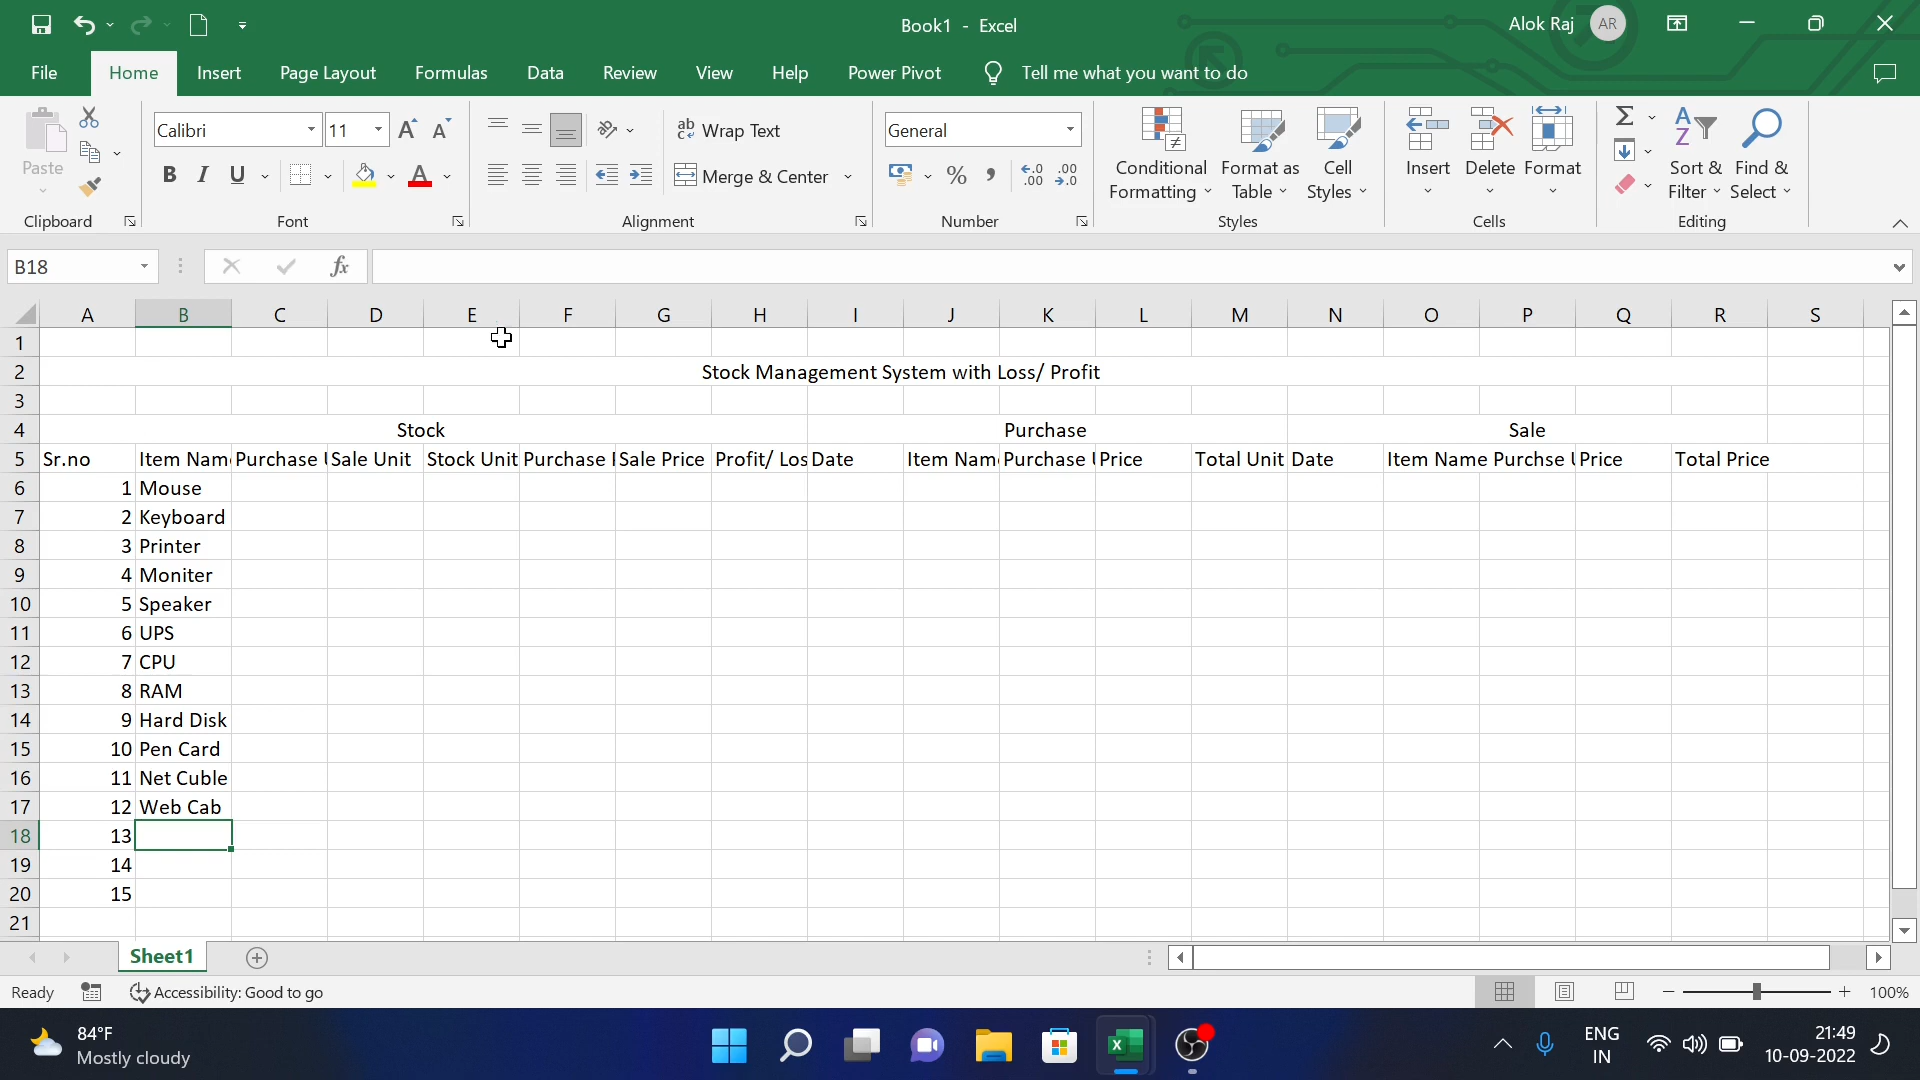 Book1 - Excel
Alok Raj AR
File Home Insert Page Layout Formulas Data Review View Help Power Pivot Tell me what you want to do
Calibri 11 ab Wrap Text General
Paste B I U A Merge & Center % , Conditional Formatting Format as Table Cell Styles Insert Delete Format Sort & Filter Find & Select
Clipboard Font Alignment Number Styles Cells Editing
B18 fx
A B C D E F G H I J K L M N O P Q R S
1
2 Stock Management System with Loss/ Profit
3
4 Stock Purchase Sale
5 Sr.no Item Nam Purchase Sale Unit Stock Unit Purchase Sale Price Profit/ Los Date Item Nam Purchase Price Total Unit Date Item Name Purchse Price Total Price
6 1 Mouse
7 2 Keyboard
8 3 Printer
9 4 Moniter
10 5 Speaker
11 6 UPS
12 7 CPU
13 8 RAM
14 9 Hard Disk
15 10 Pen Card
16 11 Net Cuble
17 12 Web Cab
18 13
19 14
20 15
21
Sheet1
Ready Accessibility: Good to go 100%
84°F
Mostly cloudy
ENG
IN
21:49
10-09-2022